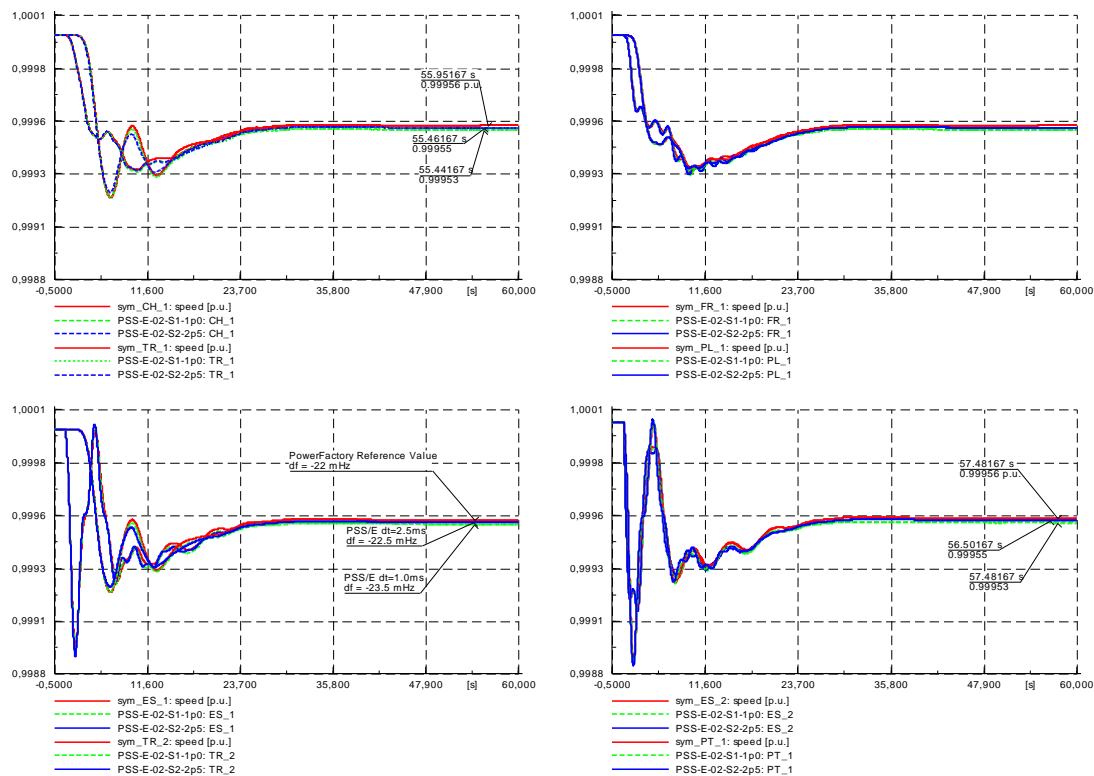 1,0001
0,9998
0,9996
0,9993
0,9991
0,9988
-0,5000 11,600 23,700 35,800 47,900 [s] 60,000
55.95167 s
0.99956 p.u.
55.46167 s
0.99955
55.44167 s
0.99953
sym_CH_1: speed [p.u.]
PSS-E-02-S1-1p0: CH_1
PSS-E-02-S2-2p5: CH_1
sym_TR_1: speed [p.u.]
PSS-E-02-S1-1p0: TR_1
PSS-E-02-S2-2p5: TR_1
1,0001
0,9998
0,9996
0,9993
0,9991
0,9988
-0,5000 11,600 23,700 35,800 47,900 [s] 60,000
sym_FR_1: speed [p.u.]
PSS-E-02-S1-1p0: FR_1
PSS-E-02-S2-2p5: FR_1
sym_PL_1: speed [p.u.]
PSS-E-02-S1-1p0: PL_1
PSS-E-02-S2-2p5: PL_1
1,0001
0,9998
0,9996
0,9993
0,9991
0,9988
-0,5000 11,600 23,700 35,800 47,900 [s] 60,000
PowerFactory Reference Value
df = -22 mHz
PSS/E dt=2.5ms
df = -22.5 mHz
PSS/E dt=1.0ms
df = -23.5 mHz
sym_ES_1: speed [p.u.]
PSS-E-02-S1-1p0: ES_1
PSS-E-02-S2-2p5: ES_1
sym_TR_2: speed [p.u.]
PSS-E-02-S1-1p0: TR_2
PSS-E-02-S2-2p5: TR_2
1,0001
0,9998
0,9996
0,9993
0,9991
0,9988
-0,5000 11,600 23,700 35,800 47,900 [s] 60,000
57.48167 s
0.99956 p.u.
56.50167 s
0.99955
57.48167 s
0.99953
sym_ES_2: speed [p.u.]
PSS-E-02-S1-1p0: ES_2
PSS-E-02-S2-2p5: ES_2
sym_PT_1: speed [p.u.]
PSS-E-02-S1-1p0: PT_1
PSS-E-02-S2-2p5: PT_1